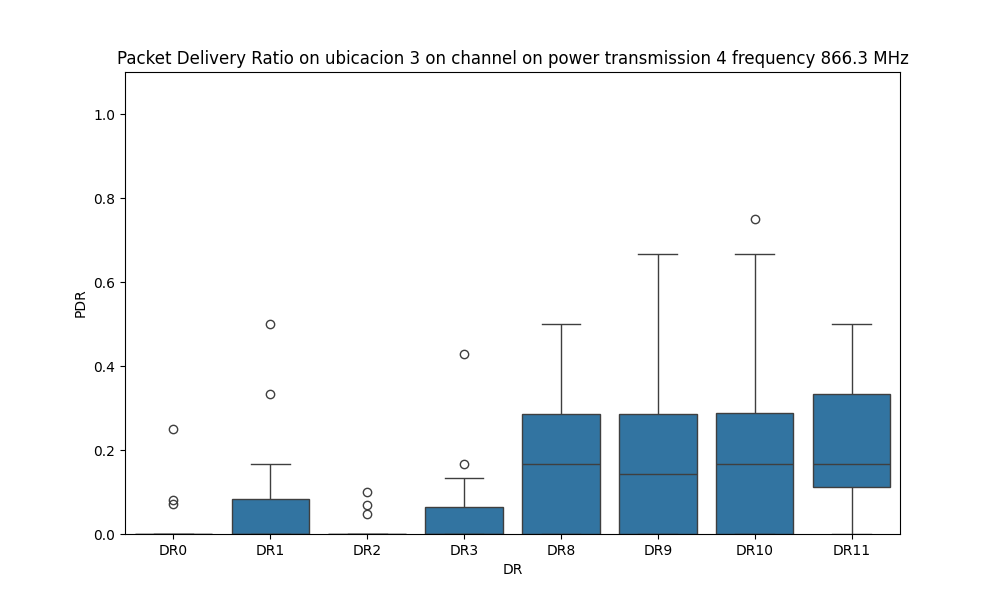 Packet Delivery Ratio on ubicacion 3 on channel on power transmission 4 frequency 866.3 MHz
1.0
0.8
0.6
0.4
0.2
0.0
PDR
DR0 DR1 DR2 DR3 DR8 DR9 DR10 DR11
DR